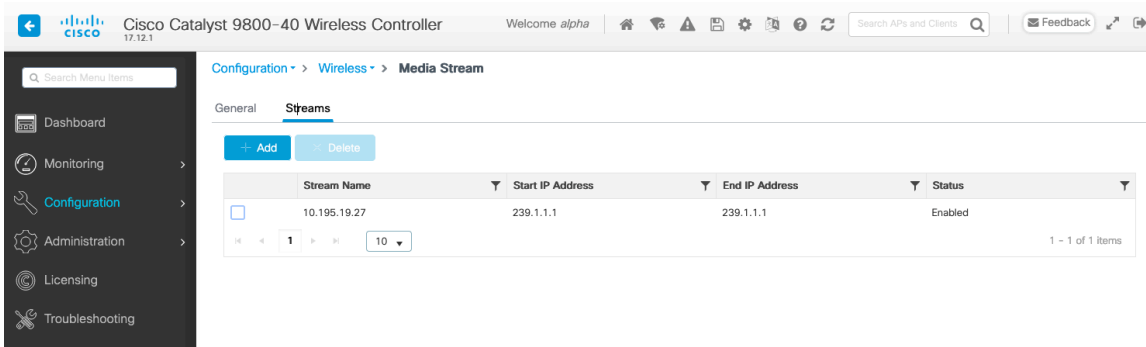 CISCO
Cisco Catalyst 9800-40 Wireless Controller
17.12.1
Welcome alpha
Search APs and Clients
Feedback
Search Menu Items
Dashboard
Monitoring
Configuration
Administration
Licensing
Troubleshooting
Configuration > Wireless > Media Stream
General Streams
+ Add × Delete
Stream Name Start IP Address End IP Address Status
10.195.19.27 239.1.1.1 239.1.1.1 Enabled
1 10 1 - 1 of 1 items